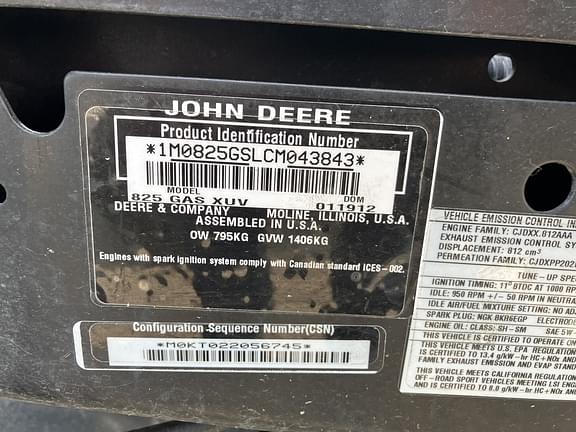 JOHN DEERE
Product Identification Number
*1M0825GSLCM043843*
MODEL DOM
825 GAS XUV 011912
DEERE & COMPANY MOLINE, ILLINOIS, U.S.A.
ASSEMBLED IN U.S.A.
OW 795KG GVW 1406KG
Engines with spark ignition system comply with Canadian standard ICES-002.
Configuration Sequence Number(CSN)
*M0KT022056745*
VEHICLE EMISSION CONTROL IN
ENGINE FAMILY: CJDXX.812AAA
EXHAUST EMISSION CONTROL SY
DISPLACEMENT: 812 cm³
PERMEATION FAMILY: CJDXPP202
TUNE-UP SPE
IGNITION TIMING: 11° BTDC AT 1000 RP
IDLE: 950 RPM +/- 50 RPM IN NEUTRA
IDLE AIR/FUEL MIXTURE SETTING: NO AD
SPARK PLUG: NGK BKR6EGP ELECTRODE
ENGINE OIL: CLASS: SH-SM SAE 5W
THIS VEHICLE IS CERTIFIED TO OPERATE ON
THIS VEHICLE MEETS U.S. EPA REGULATION
IS CERTIFIED TO 13.4 g/kW-hr HC+NOx AND
FAMILY EXHAUST EMISSION AND EVAP STAND
THIS VEHICLE MEETS CALIFORNIA REGULATION
OFF-ROAD SPORT VEHICLES MEETING LSI ENG
AND IS CERTIFIED TO 8.0 g/kW-hr HC+NOx